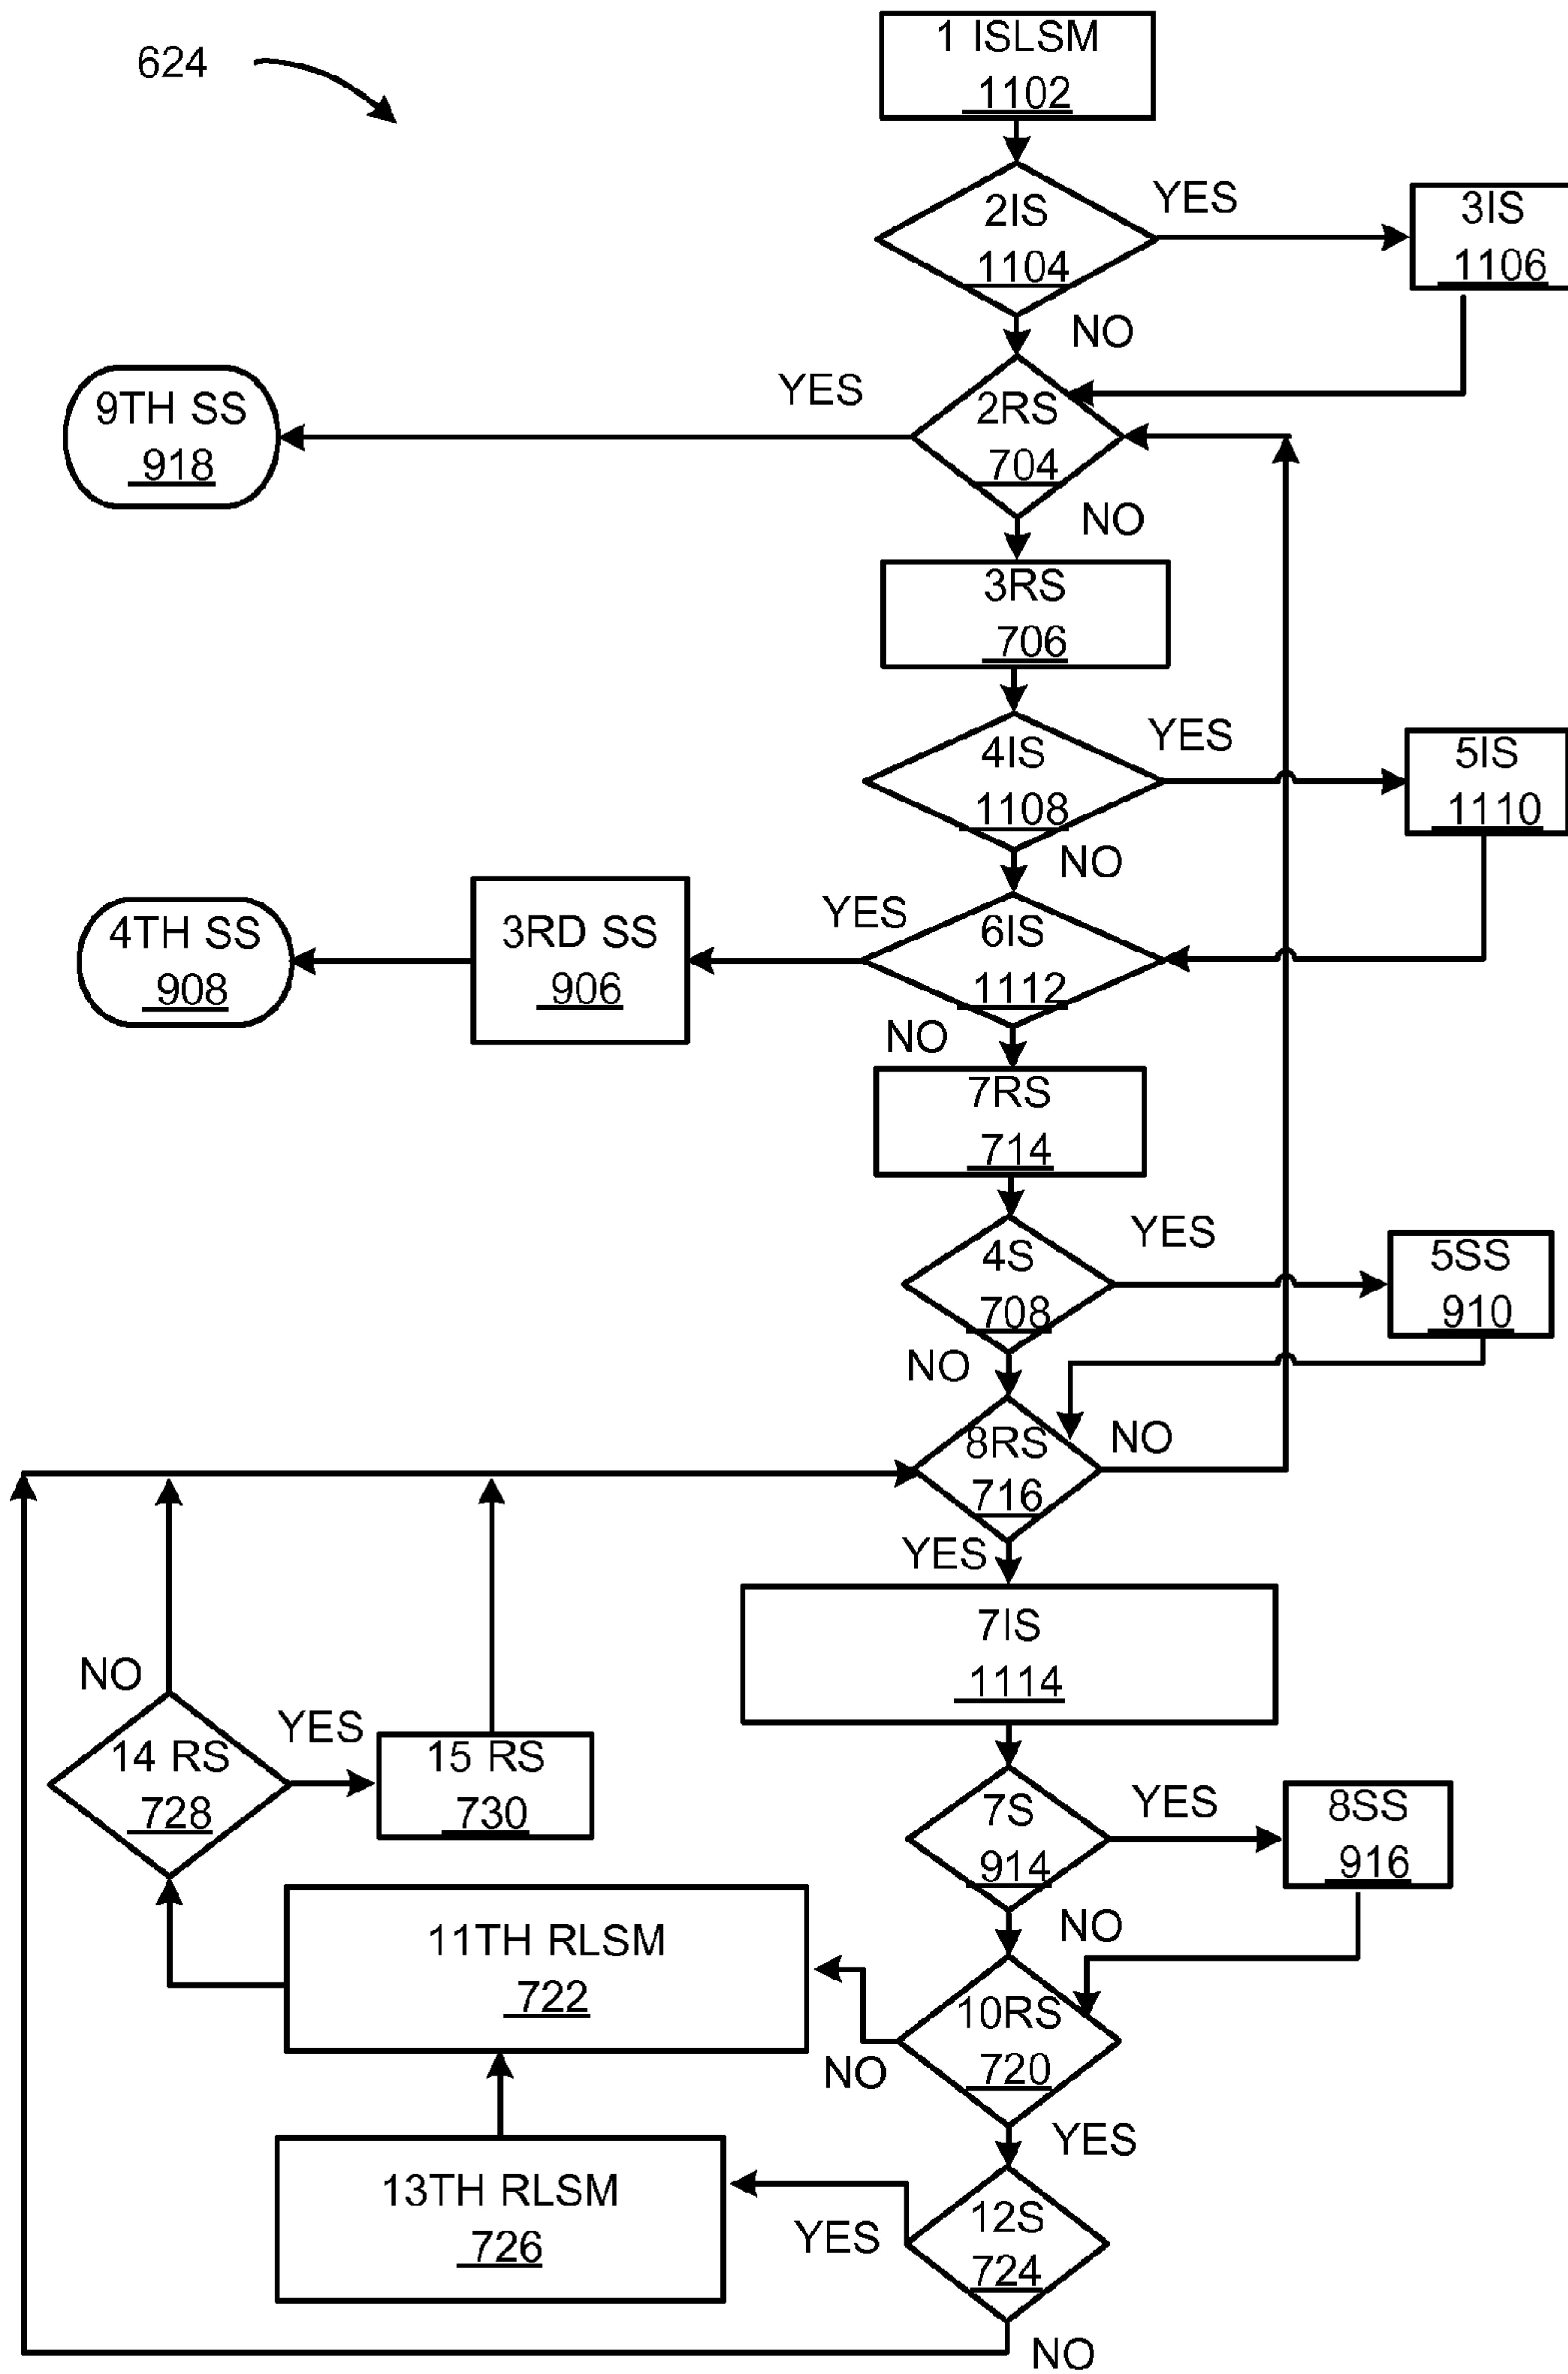 624
1 ISLSM
1102
2IS
1104
YES
3IS
1106
NO
9TH SS
918
YES
2RS
704
NO
3RS
706
4IS
1108
YES
5IS
1110
NO
4TH SS
908
3RD SS
906
YES
6IS
1112
NO
7RS
714
4S
708
YES
5SS
910
NO
8RS
716
NO
YES
7IS
1114
NO
14 RS
728
YES
15 RS
730
7S
914
YES
8SS
916
NO
11TH RLSM
722
10RS
720
NO
YES
13TH RLSM
726
YES
12S
724
NO